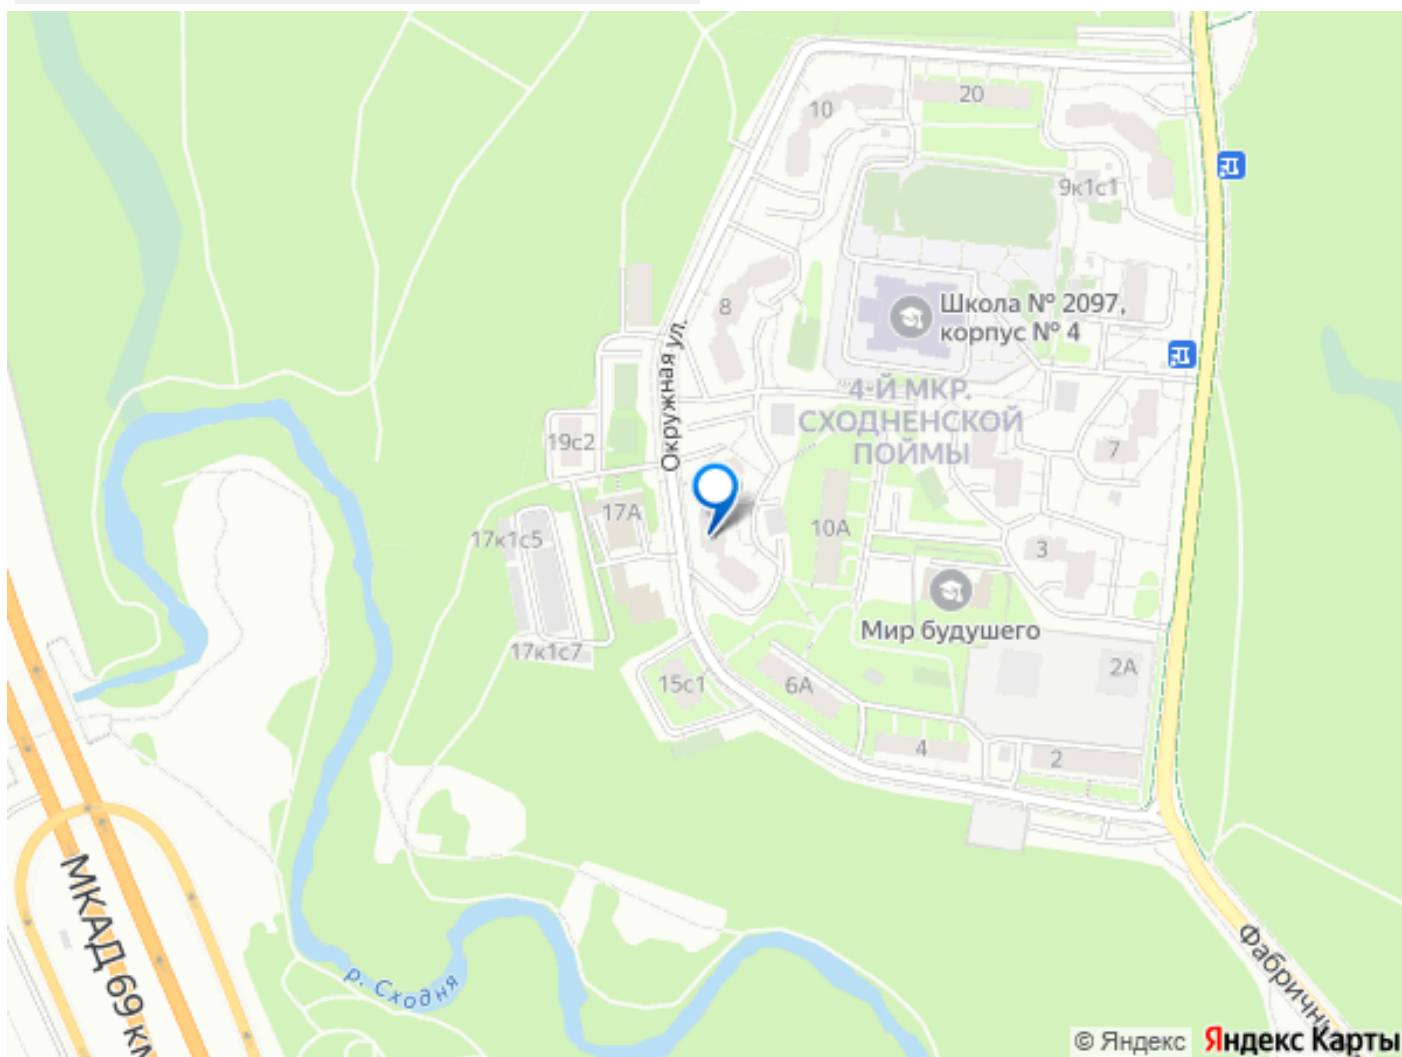 10
20
9к1с1
8
Школа № 2097,
корпус № 4
Окружная ул.
4-Й МКР.
СХОДНЕНСКОЙ
ПОЙМЫ
19с2
7
17А
10А
17к1с5
3
Мир будушего
17к1с7
15с1
6А
2А
4
2
МКАД 69 км
р. Сходня
Фабричн
© Яндекс
Яндекс Карты